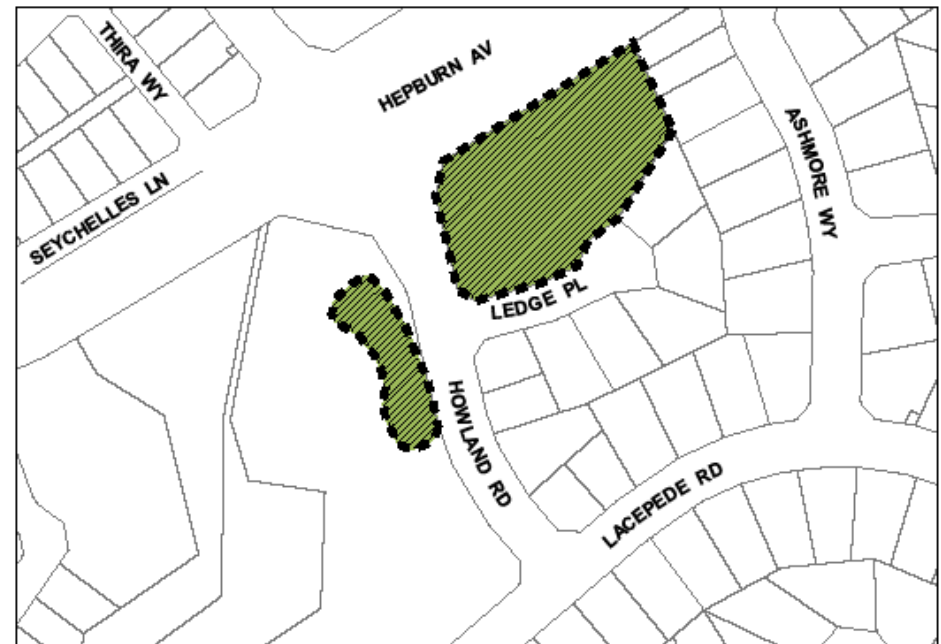 THIRA WY
HEPBURN AV
ASHMORE WY
SEYCHELLES LN
LEDGE PL
HOWLAND RD
LACEPEDE RD